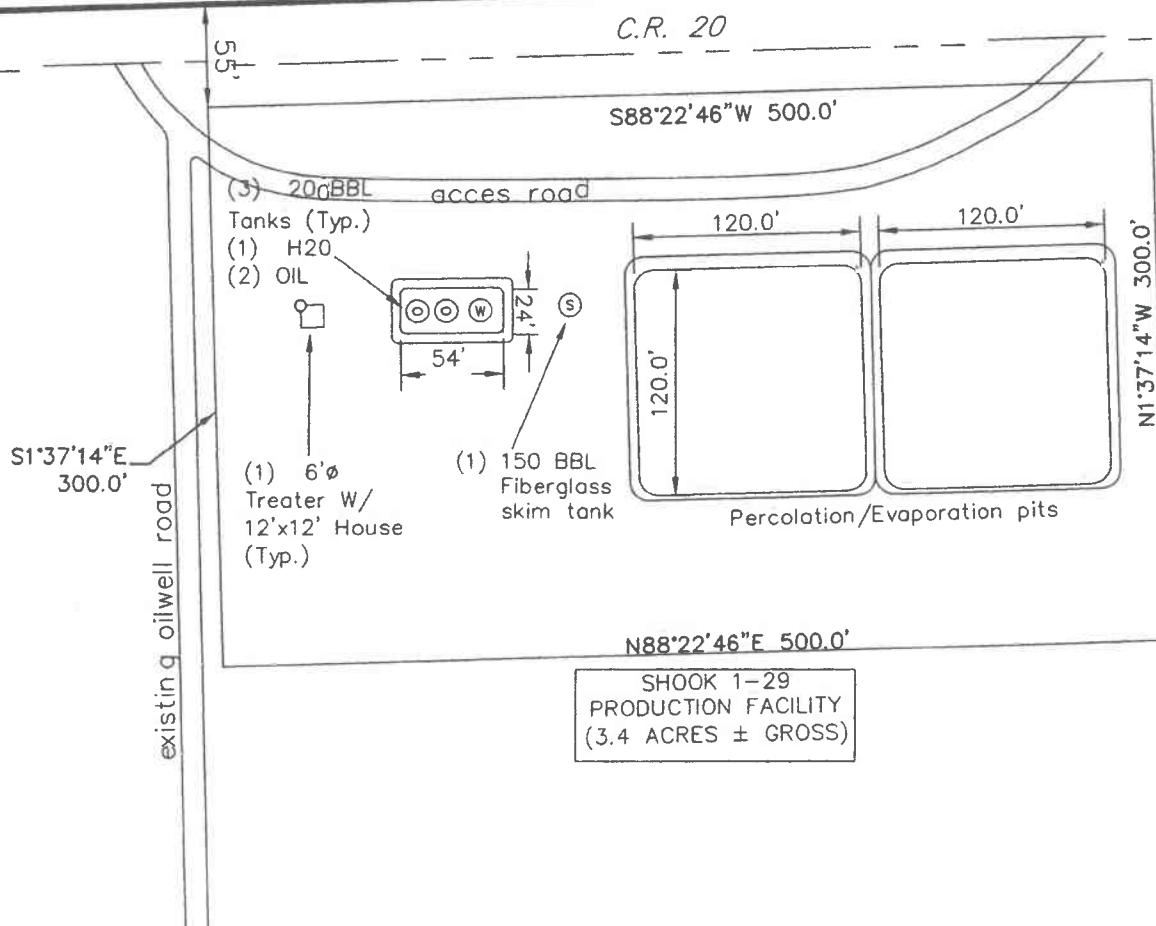 C.R. 20
55'
S88°22'46"W 500.0'
(3) 200BBL
Tanks (Typ.)
(1) H20
(2) OIL
acces road
120.0'
120.0'
O
O
W
24'
S
54'
120.0'
N1°37'14"W 300.0'
S1°37'14"E
300.0'
(1) 6'ø
Treater W/
12'x12' House
(Typ.)
(1) 150 BBL
Fiberglass
skim tank
Percolation/Evaporation pits
existing oilwell road
N88°22'46"E 500.0'
SHOOK 1-29
PRODUCTION FACILITY
(3.4 ACRES ± GROSS)